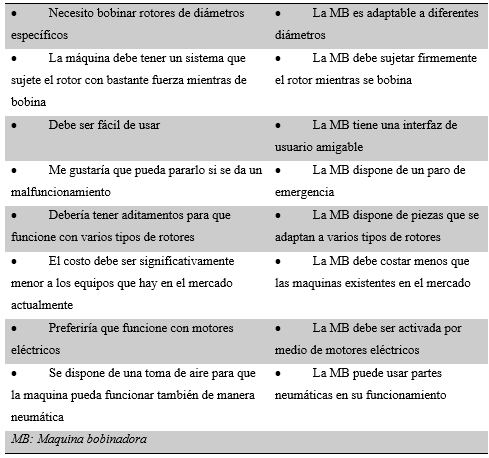 • Necesito bobinar rotores de diámetros
específicos
• La MB es adaptable a diferentes
diámetros
• La máquina debe tener un sistema que
sujete el rotor con bastante fuerza mientras de
bobina
• La MB debe sujetar firmemente
el rotor mientras se bobina
• Debe ser fácil de usar
• La MB tiene una interfaz de
usuario amigable
• Me gustaría que pueda pararlo si se da un
malfuncionamiento
• La MB dispone de un paro de
emergencia
• Debería tener aditamentos para que
funcione con varios tipos de rotores
• La MB dispone de piezas que se
adaptan a varios tipos de rotores
• El costo debe ser significativamente
menor a los equipos que hay en el mercado
actualmente
• La MB debe costar menos que
las maquinas existentes en el mercado
• Preferiría que funcione con motores
eléctricos
• La MB debe ser activada por
medio de motores eléctricos
• Se dispone de una toma de aire para que
la maquina pueda funcionar también de manera
neumática
• La MB puede usar partes
neumáticas en su funcionamiento
MB: Maquina bobinadora